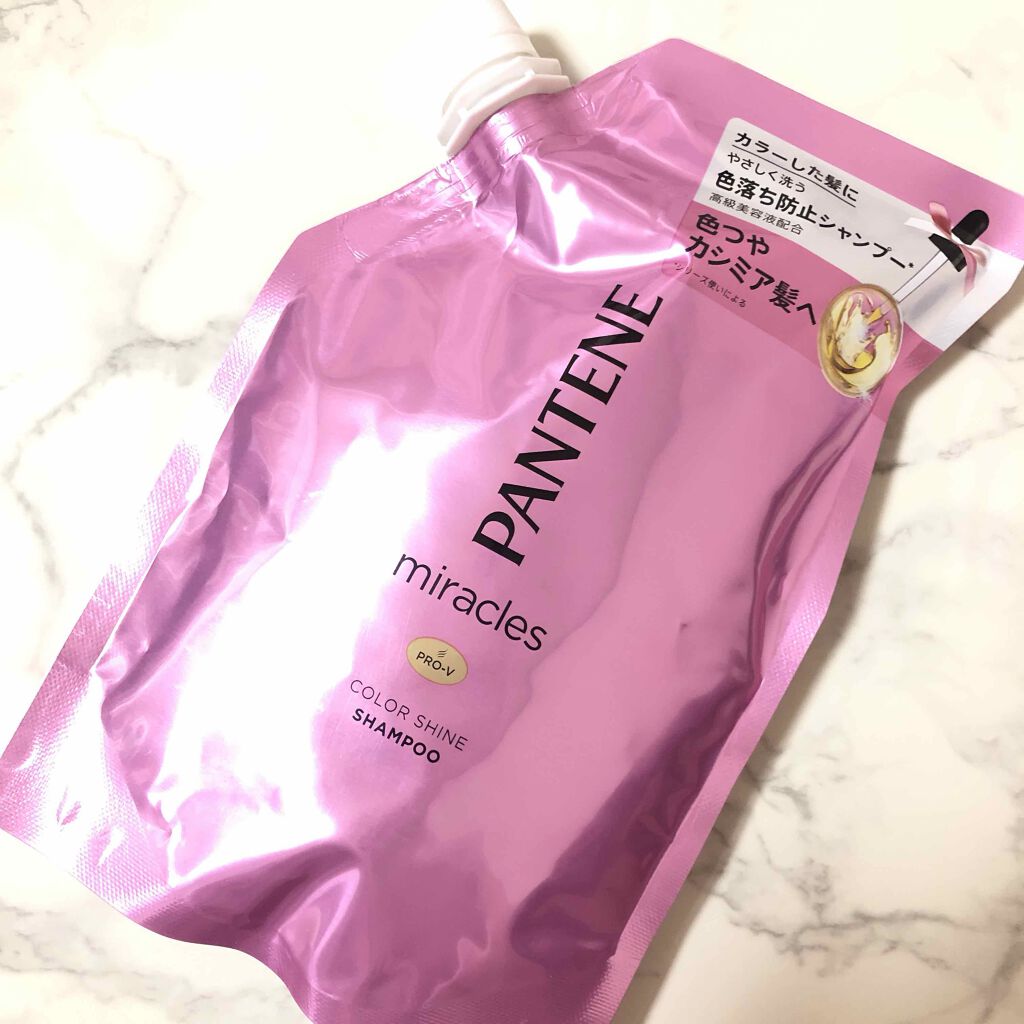 カラーした髪に
やさしく洗う
色落ち防止シャンプー*
高級美容液配合
色つや
カシミア髪へ
*シリーズ使いによる
PANTENE
miracles
PRO-V
COLOR SHINE
SHAMPOO